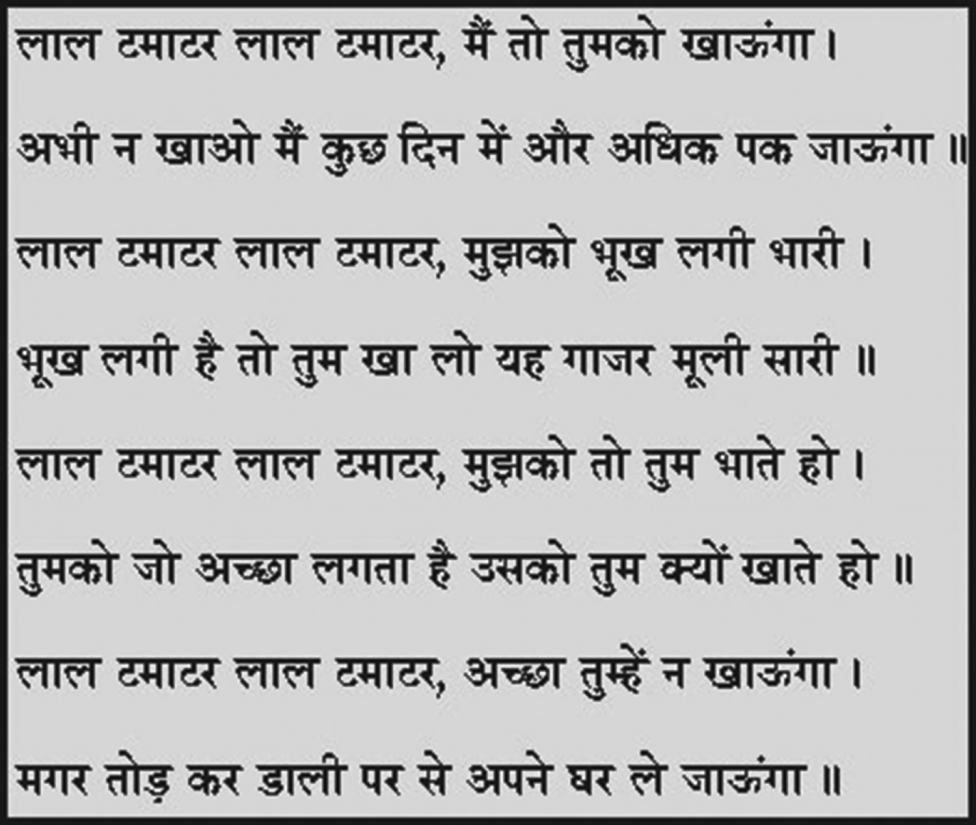 लाल टमाटर लाल टमाटर, मैं तो तुमको खाऊंगा ।
अभी न खाओ मैं कुछ दिन में और अधिक पक जाऊंगा ॥
लाल टमाटर लाल टमाटर, मुझको भूख लगी भारी ।
भूख लगी है तो तुम खा लो यह गाजर मूली सारी ॥
लाल टमाटर लाल टमाटर, मुझको तो तुम भाते हो ।
तुमको जो अच्छा लगता है उसको तुम क्यों खाते हो ॥
लाल टमाटर लाल टमाटर, अच्छा तुम्हें न खाऊंगा ।
मगर तोड़ कर डाली पर से अपने घर ले जाऊंगा ॥